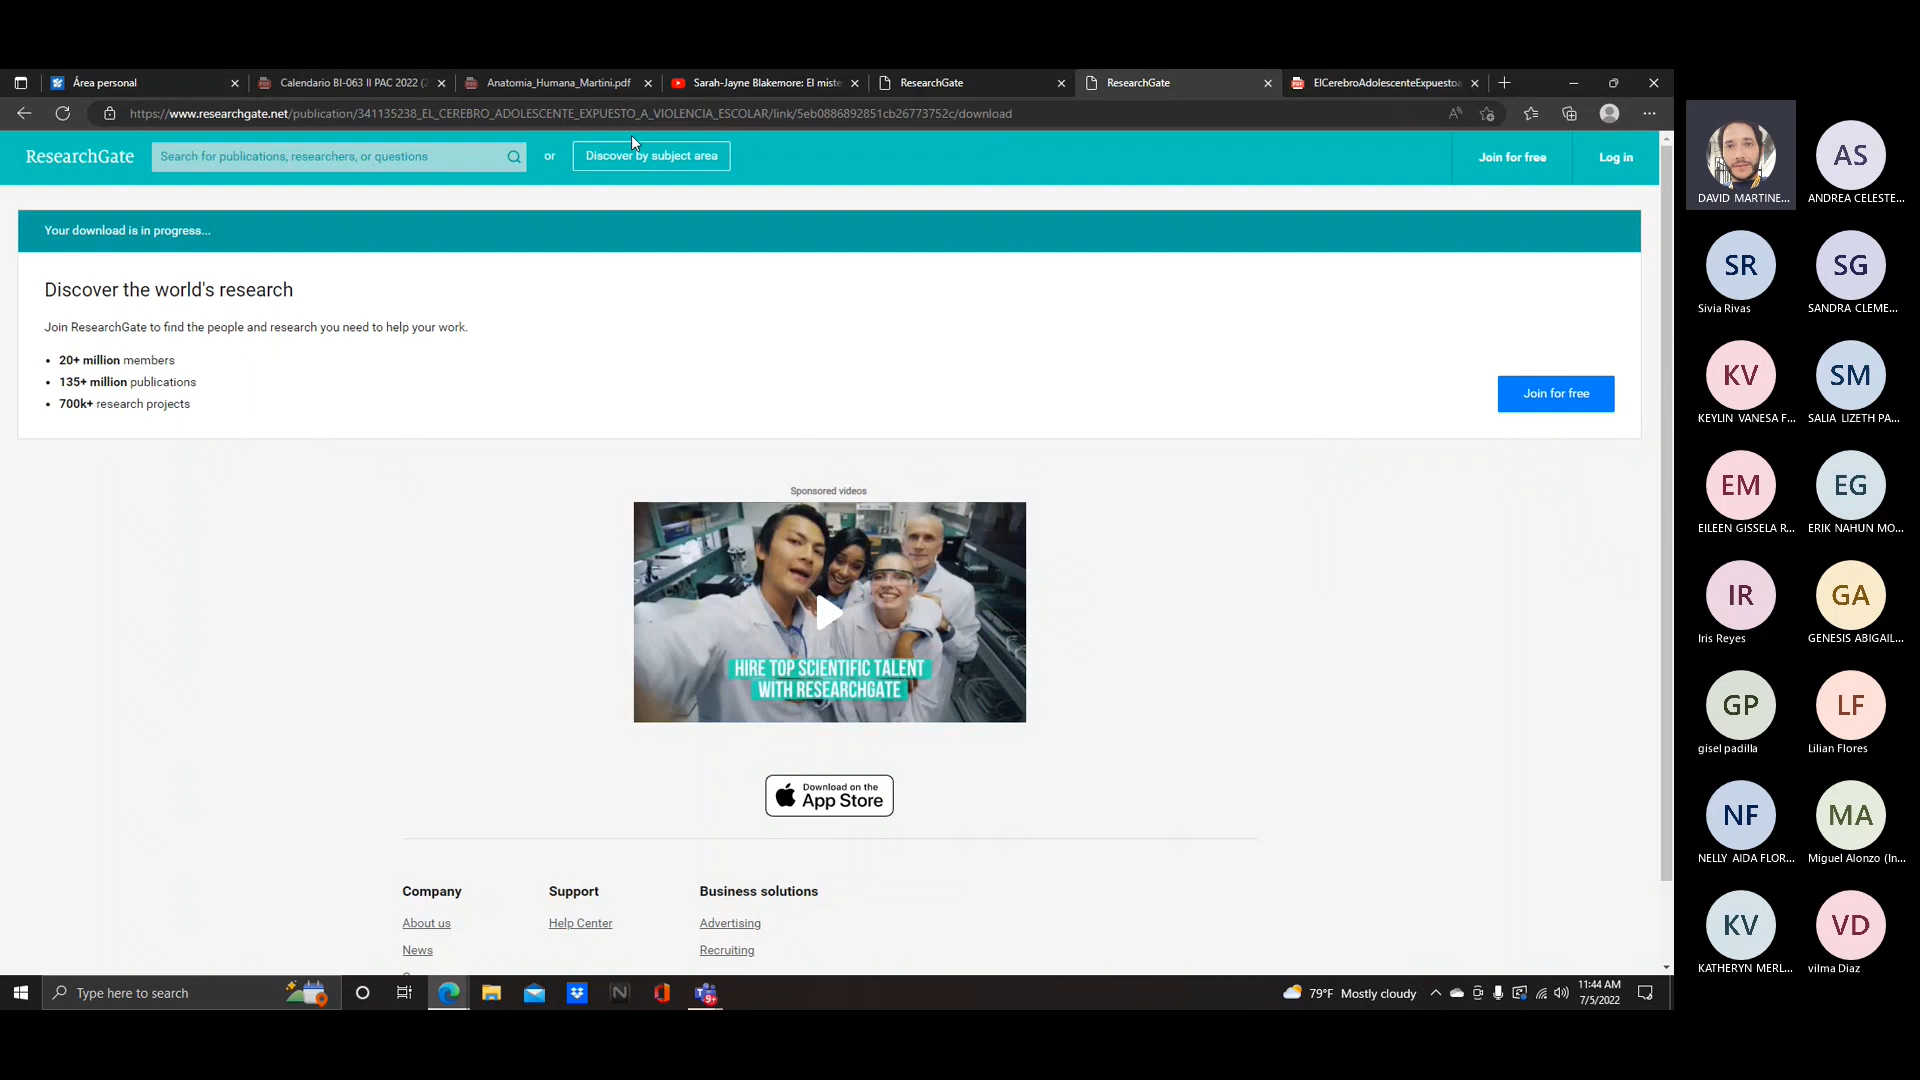 Área personal
Calendario BI-063 II PAC 2022 (2
Anatomia_Humana_Martini.pdf
Sarah-Jayne Blakemore: El miste
ResearchGate
ResearchGate
ElCerebroAdolescenteExpuestoa
https://www.researchgate.net/publication/341135238_EL_CEREBRO_ADOLESCENTE_EXPUESTO_A_VIOLENCIA_ESCOLAR/link/5eb0886892851cb26773752c/download
ResearchGate
Search for publications, researchers, or questions
or
Discover by subject area
Join for free
Log in
Your download is in progress...
Discover the world's research
Join ResearchGate to find the people and research you need to help your work.
• 20+ million members
• 135+ million publications
• 700k+ research projects
Join for free
Sponsored videos
HIRE TOP SCIENTIFIC TALENT
WITH RESEARCHGATE
Download on the
App Store
Company
Support
Business solutions
About us
Help Center
Advertising
News
Recruiting
Type here to search
9+
79°F Mostly cloudy
11:44 AM
7/5/2022
DAVID MARTINE...
AS
ANDREA CELESTE...
SR
Sivia Rivas
SG
SANDRA CLEME...
KV
KEYLIN VANESA F...
SM
SALIA LIZETH PA...
EM
EILEEN GISSELA R...
EG
ERIK NAHUN MO...
IR
Iris Reyes
GA
GENESIS ABIGAIL...
GP
gisel padilla
LF
Lilian Flores
NF
NELLY AIDA FLOR...
MA
Miguel Alonzo (In...
KV
KATHERYN MERL...
VD
vilma Diaz